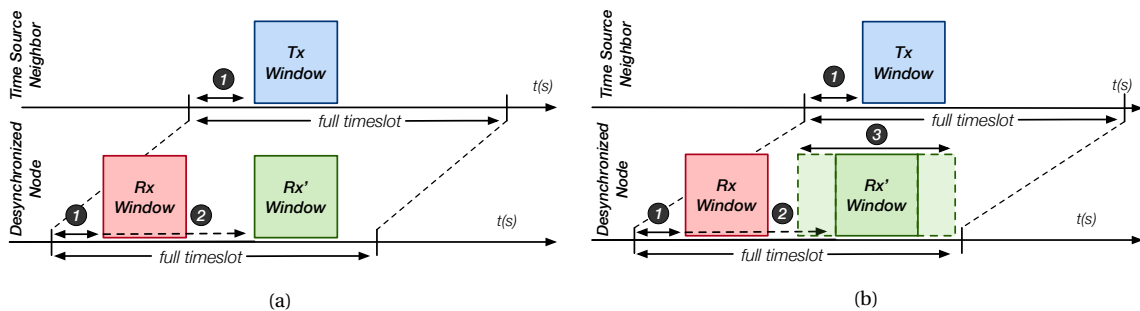 Time Source
Neighbor
1
Tx
Window
t(s)
full timeslot
Desynchronized
Node
1
Rx
Window
2
Rx'
Window
t(s)
full timeslot
(a)
Time Source
Neighbor
1
Tx
Window
t(s)
full timeslot
Desynchronized
Node
1
Rx
Window
2
3
Rx'
Window
t(s)
full timeslot
(b)